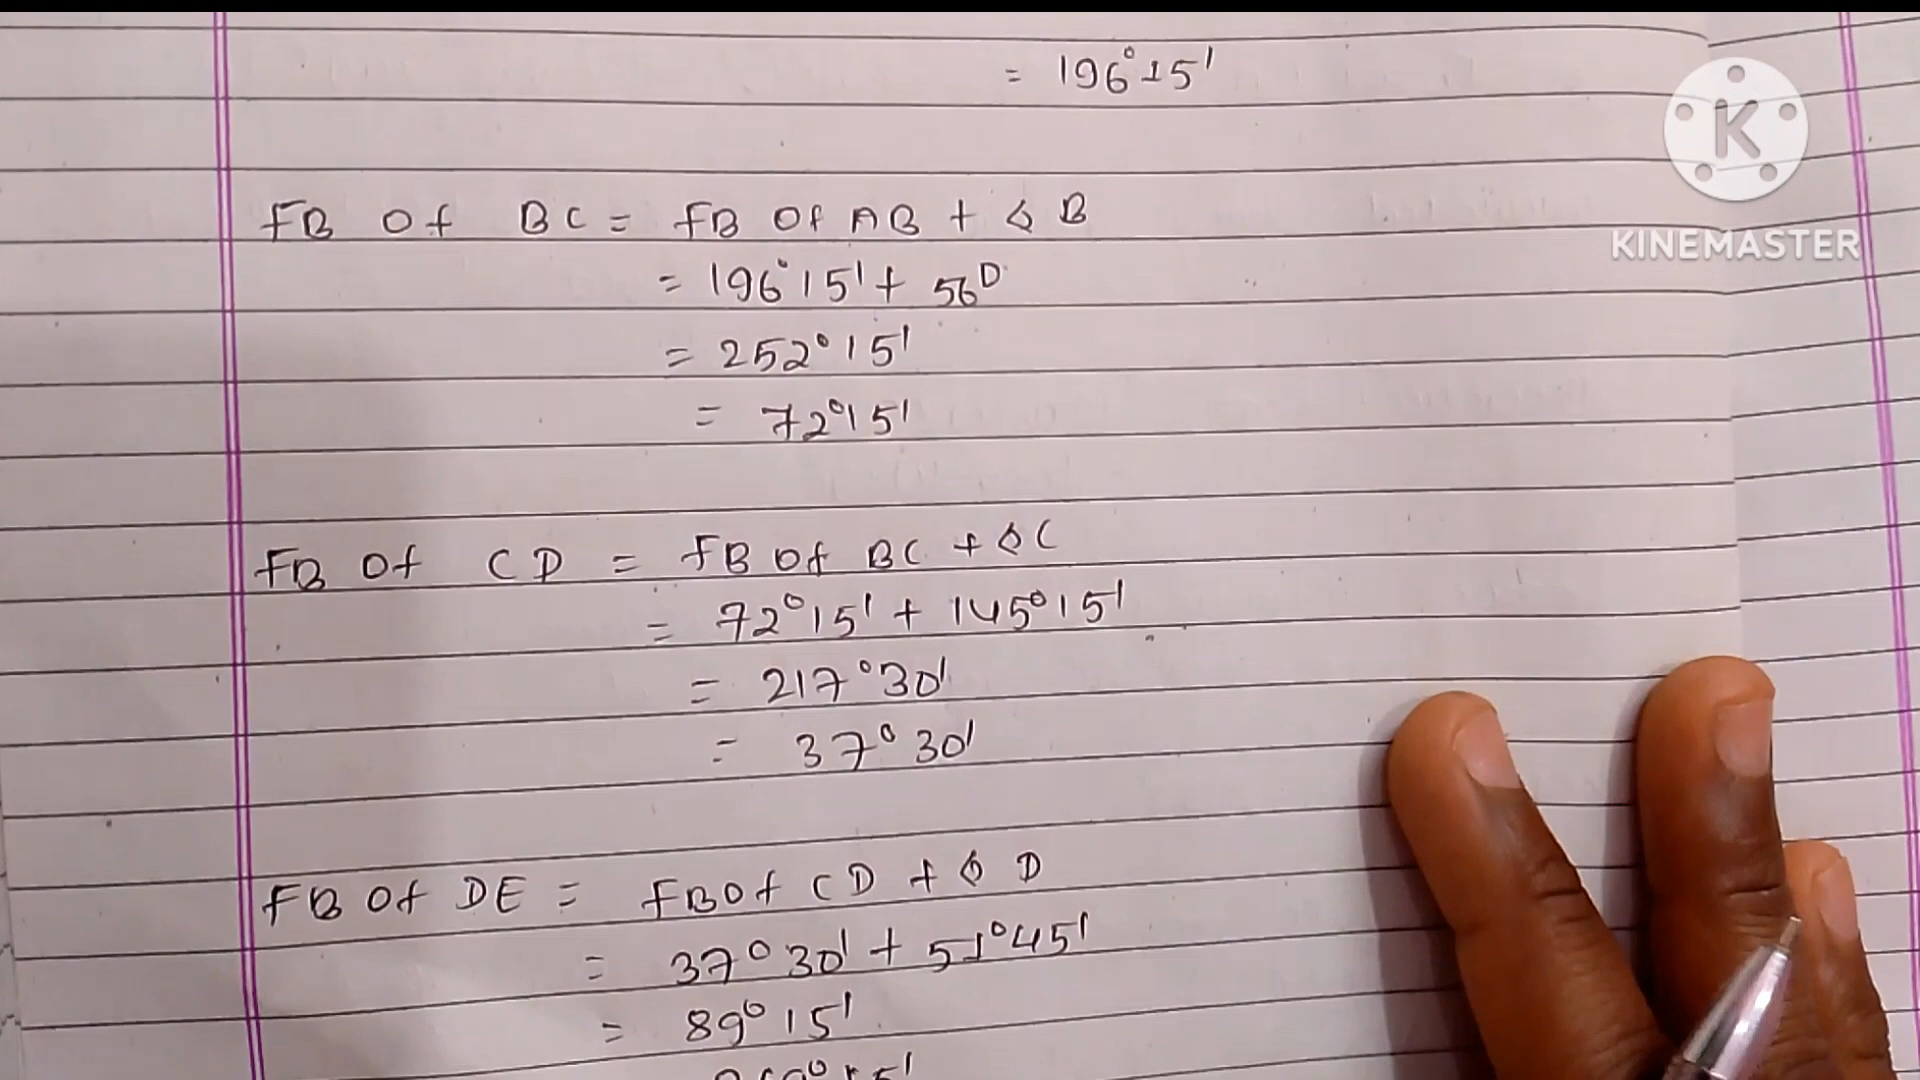 = 196°15'
K
KINEMASTER
FB Of BC = FB Of AB + ∠B
= 196°15' + 56°
= 252°15'
= 72°15'
FB Of CD = FB Of BC + ∠C
= 72°15' + 145°15'
= 217°30'
= 37°30'
FB Of DE = FB Of CD + ∠D
= 37°30' + 51°45'
= 89°15'